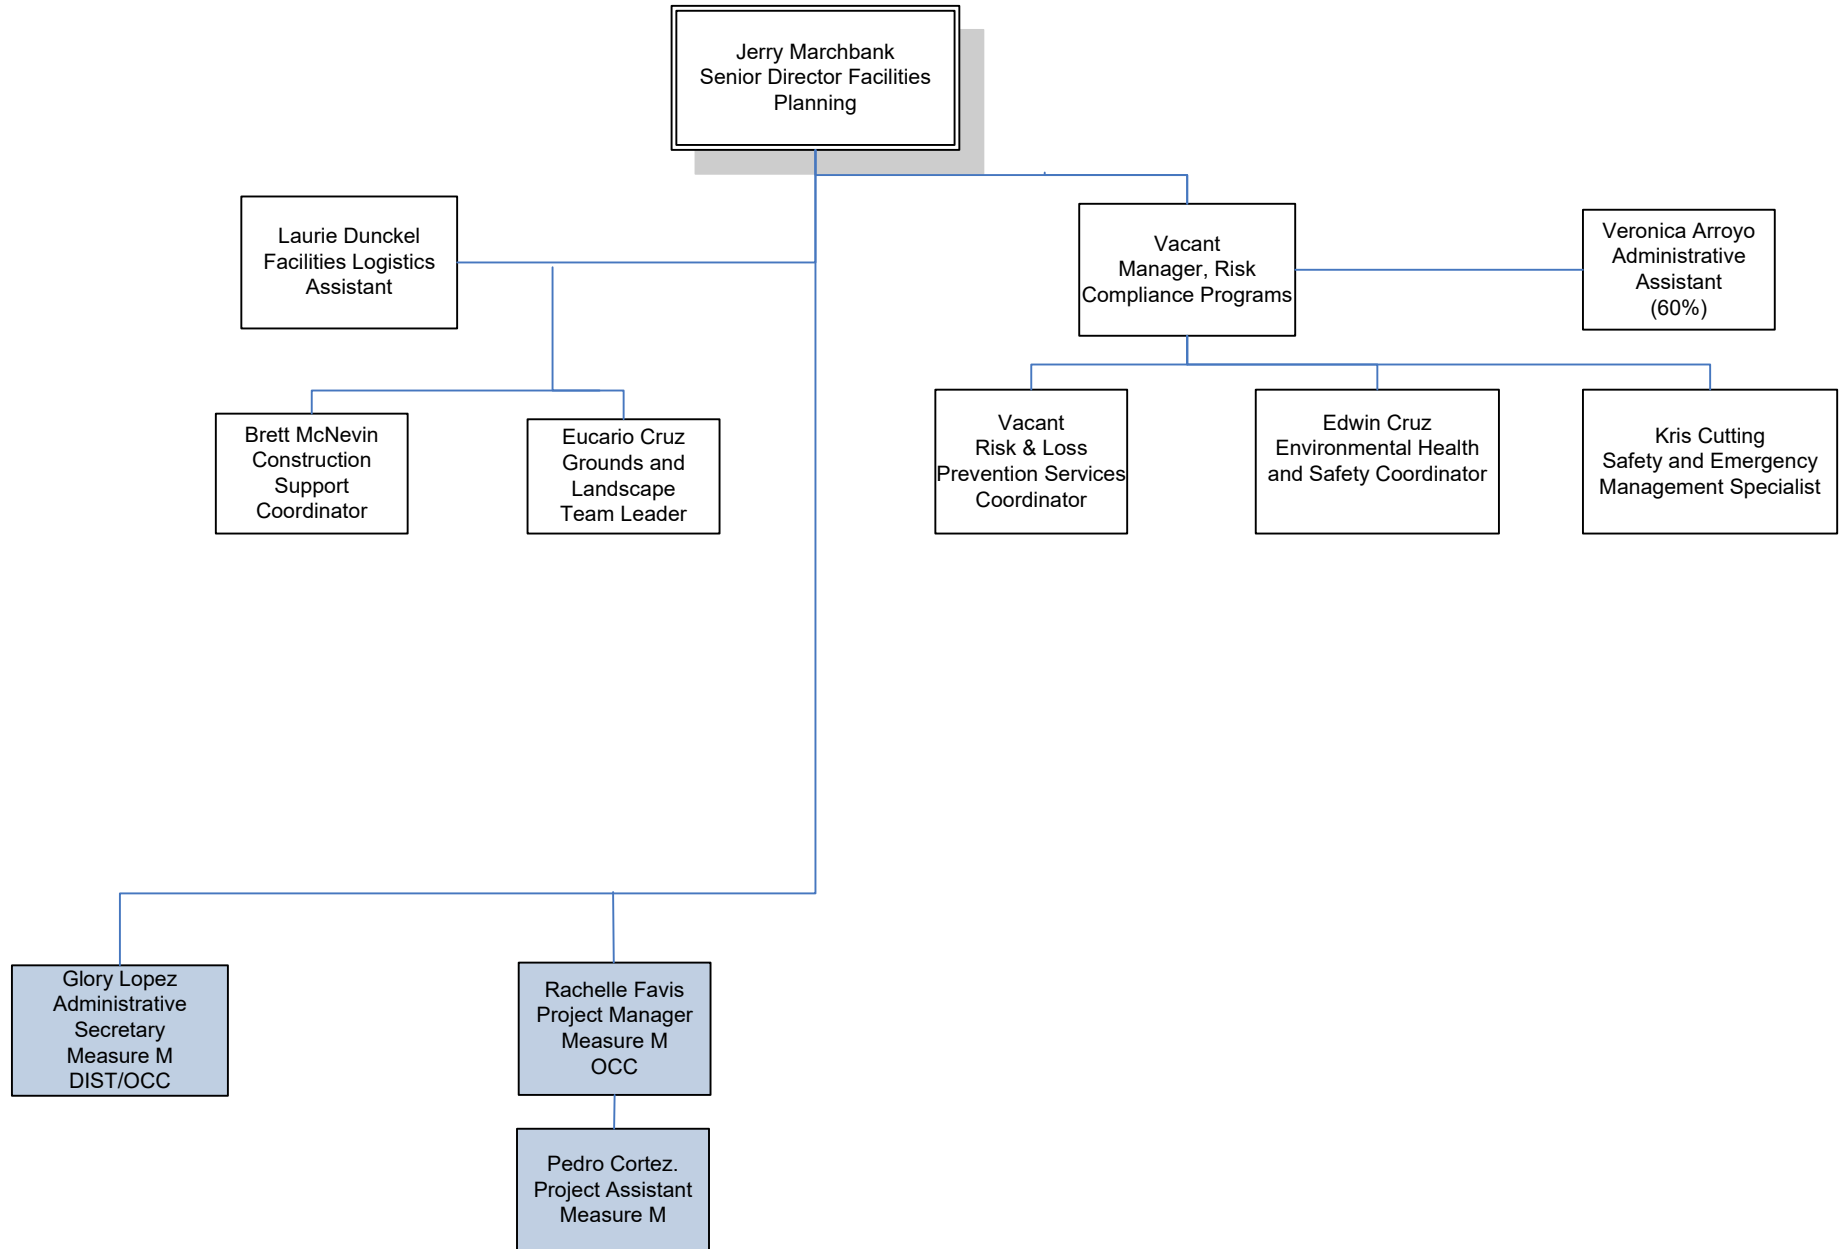 Jerry Marchbank
Senior Director Facilities
Planning
Laurie Dunckel
Facilities Logistics
Assistant
Vacant
Manager, Risk
Compliance Programs
Veronica Arroyo
Administrative
Assistant
(60%)
Brett McNevin
Construction
Support
Coordinator
Eucario Cruz
Grounds and
Landscape
Team Leader
Vacant
Risk & Loss
Prevention Services
Coordinator
Edwin Cruz
Environmental Health
and Safety Coordinator
Kris Cutting
Safety and Emergency
Management Specialist
Glory Lopez
Administrative
Secretary
Measure M
DIST/OCC
Rachelle Favis
Project Manager
Measure M
OCC
Pedro Cortez.
Project Assistant
Measure M